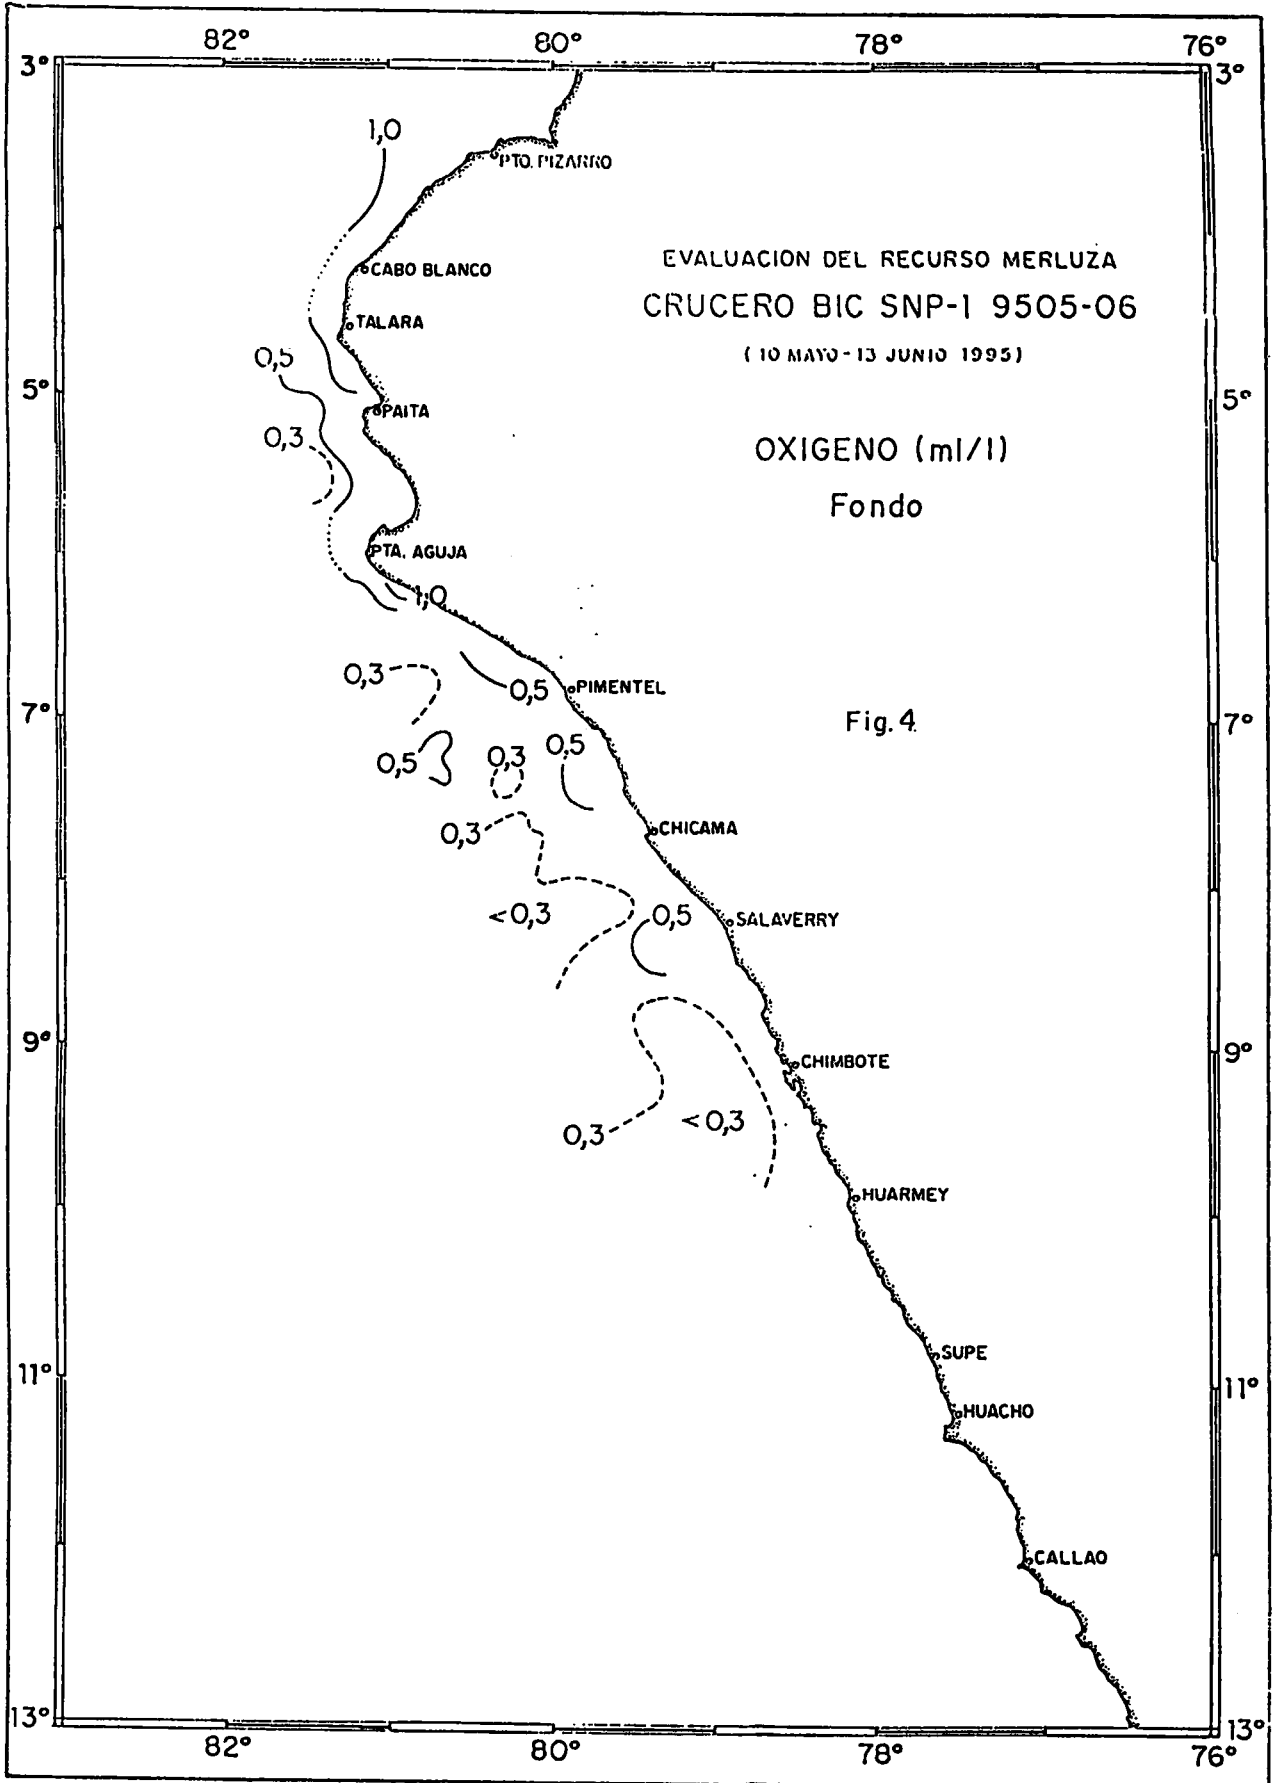 82° 80° 78° 76°
3° 3°
1,0
PTO. PIZARRO
EVALUACION DEL RECURSO MERLUZA
CABO BLANCO
CRUCERO BIC SNP-1 9505-06
TALARA
(10 MAYO-13 JUNIO 1995)
0,5
5° 5°
PAITA
0,3
OXIGENO (ml/l)
Fondo
PTA. AGUJA
1,0
0,3
0,5
PIMENTEL
7° Fig.4 7°
0,5
0,3
0,5
0,3
CHICAMA
<0,3
0,5
SALAVERRY
9° 9°
CHIMBOTE
0,3
<0,3
HUARMEY
SUPE
11° 11°
HUACHO
CALLAO
13° 13°
82° 80° 78° 76°